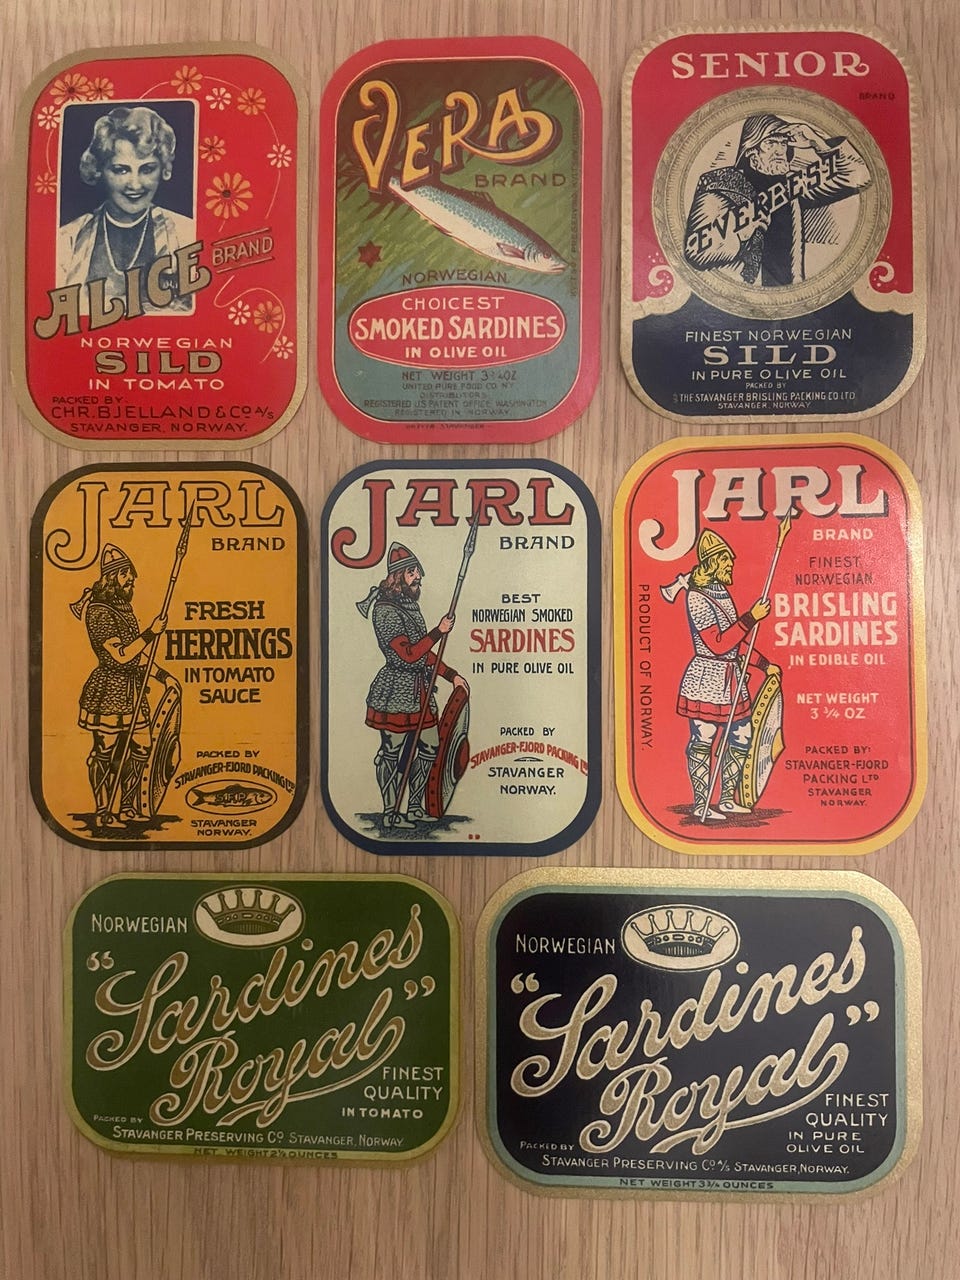 ALICE BRAND
NORWEGIAN
SILD
IN TOMATO
PACKED BY:
CHR. BJELLAND & Co A/S
STAVANGER, NORWAY.
VERA
BRAND
NORWEGIAN
CHOICEST
SMOKED SARDINES
IN OLIVE OIL
NET WEIGHT 3¾ OZ
UNITED PURE FOOD CO. NY
DISTRIBUTORS
REGISTERED U.S PATENT OFFICE, WASHINGTON
REGISTERED IN NORWAY.
SENIOR
BRAND
EVERBEST
FINEST NORWEGIAN
SILD
IN PURE OLIVE OIL
PACKED BY
THE STAVANGER BRISLING PACKING CO LTD
STAVANGER, NORWAY
JARL
BRAND
FRESH
HERRINGS
IN TOMATO
SAUCE
PACKED BY
STAVANGER-FJORD PACKING LTD
STAVANGER
NORWAY.
JARL
BRAND
BEST
NORWEGIAN SMOKED
SARDINES
IN PURE OLIVE OIL
PACKED BY
STAVANGER-FJORD PACKING LTD
STAVANGER
NORWAY.
JARL
BRAND
FINEST
NORWEGIAN
BRISLING
SARDINES
IN EDIBLE OIL
NET WEIGHT
3 ¾ OZ
PACKED BY:
STAVANGER-FJORD
PACKING LTD
STAVANGER
NORWAY.
PRODUCT OF NORWAY.
NORWEGIAN
"Sardines
Royal"
FINEST
QUALITY
IN TOMATO
PACKED BY
STAVANGER PRESERVING Co STAVANGER, NORWAY.
NET WEIGHT 2¼ OUNCES
NORWEGIAN
"Sardines
Royal"
FINEST
QUALITY
IN PURE
OLIVE OIL
PACKED BY
STAVANGER PRESERVING Co A/S STAVANGER, NORWAY.
NET WEIGHT 3¾ OUNCES